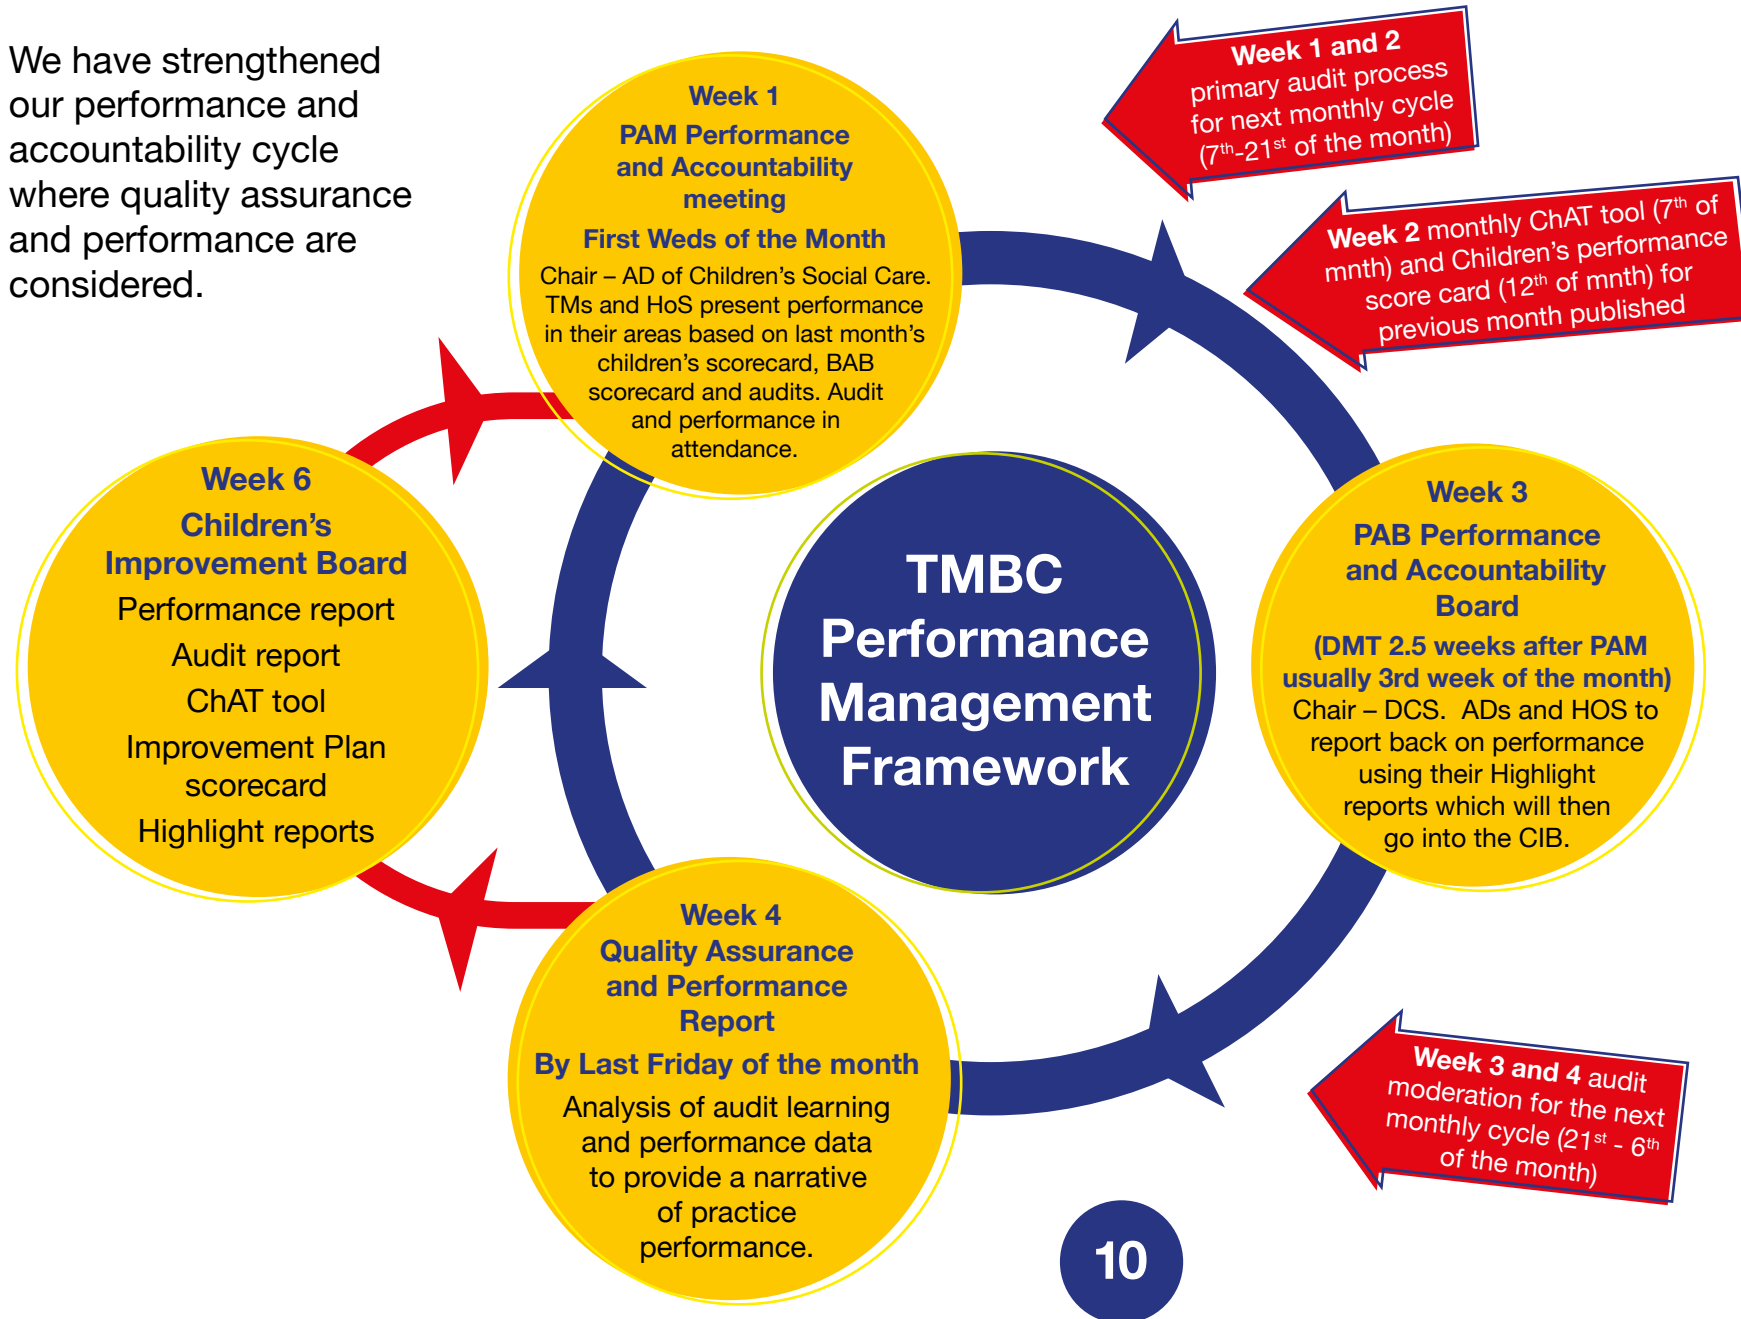 We have strengthened
our performance and
accountability cycle
where quality assurance
and performance are
considered.
Week 1
PAM Performance
and Accountability
meeting
First Weds of the Month
Chair – AD of Children’s Social Care.
TMs and HoS present performance
in their areas based on last month’s
children’s scorecard, BAB
scorecard and audits. Audit
and performance in
attendance.
Week 1 and 2
primary audit process
for next monthly cycle
(7th-21st of the month)
Week 2 monthly ChAT tool (7th of
mnth) and Children’s performance
score card (12th of mnth) for
previous month published
Week 3
PAB Performance
and Accountability
Board
(DMT 2.5 weeks after PAM
usually 3rd week of the month)
Chair – DCS.  ADs and HOS to
report back on performance
using their Highlight
reports which will then
go into the CIB.
Week 3 and 4 audit
moderation for the next
monthly cycle (21st - 6th
of the month)
Week 4
Quality Assurance
and Performance
Report
By Last Friday of the month
Analysis of audit learning
and performance data
to provide a narrative
of practice
performance.
Week 6
Children’s
Improvement Board
Performance report
Audit report
ChAT tool
Improvement Plan
scorecard
Highlight reports
TMBC
Performance
Management
Framework
10